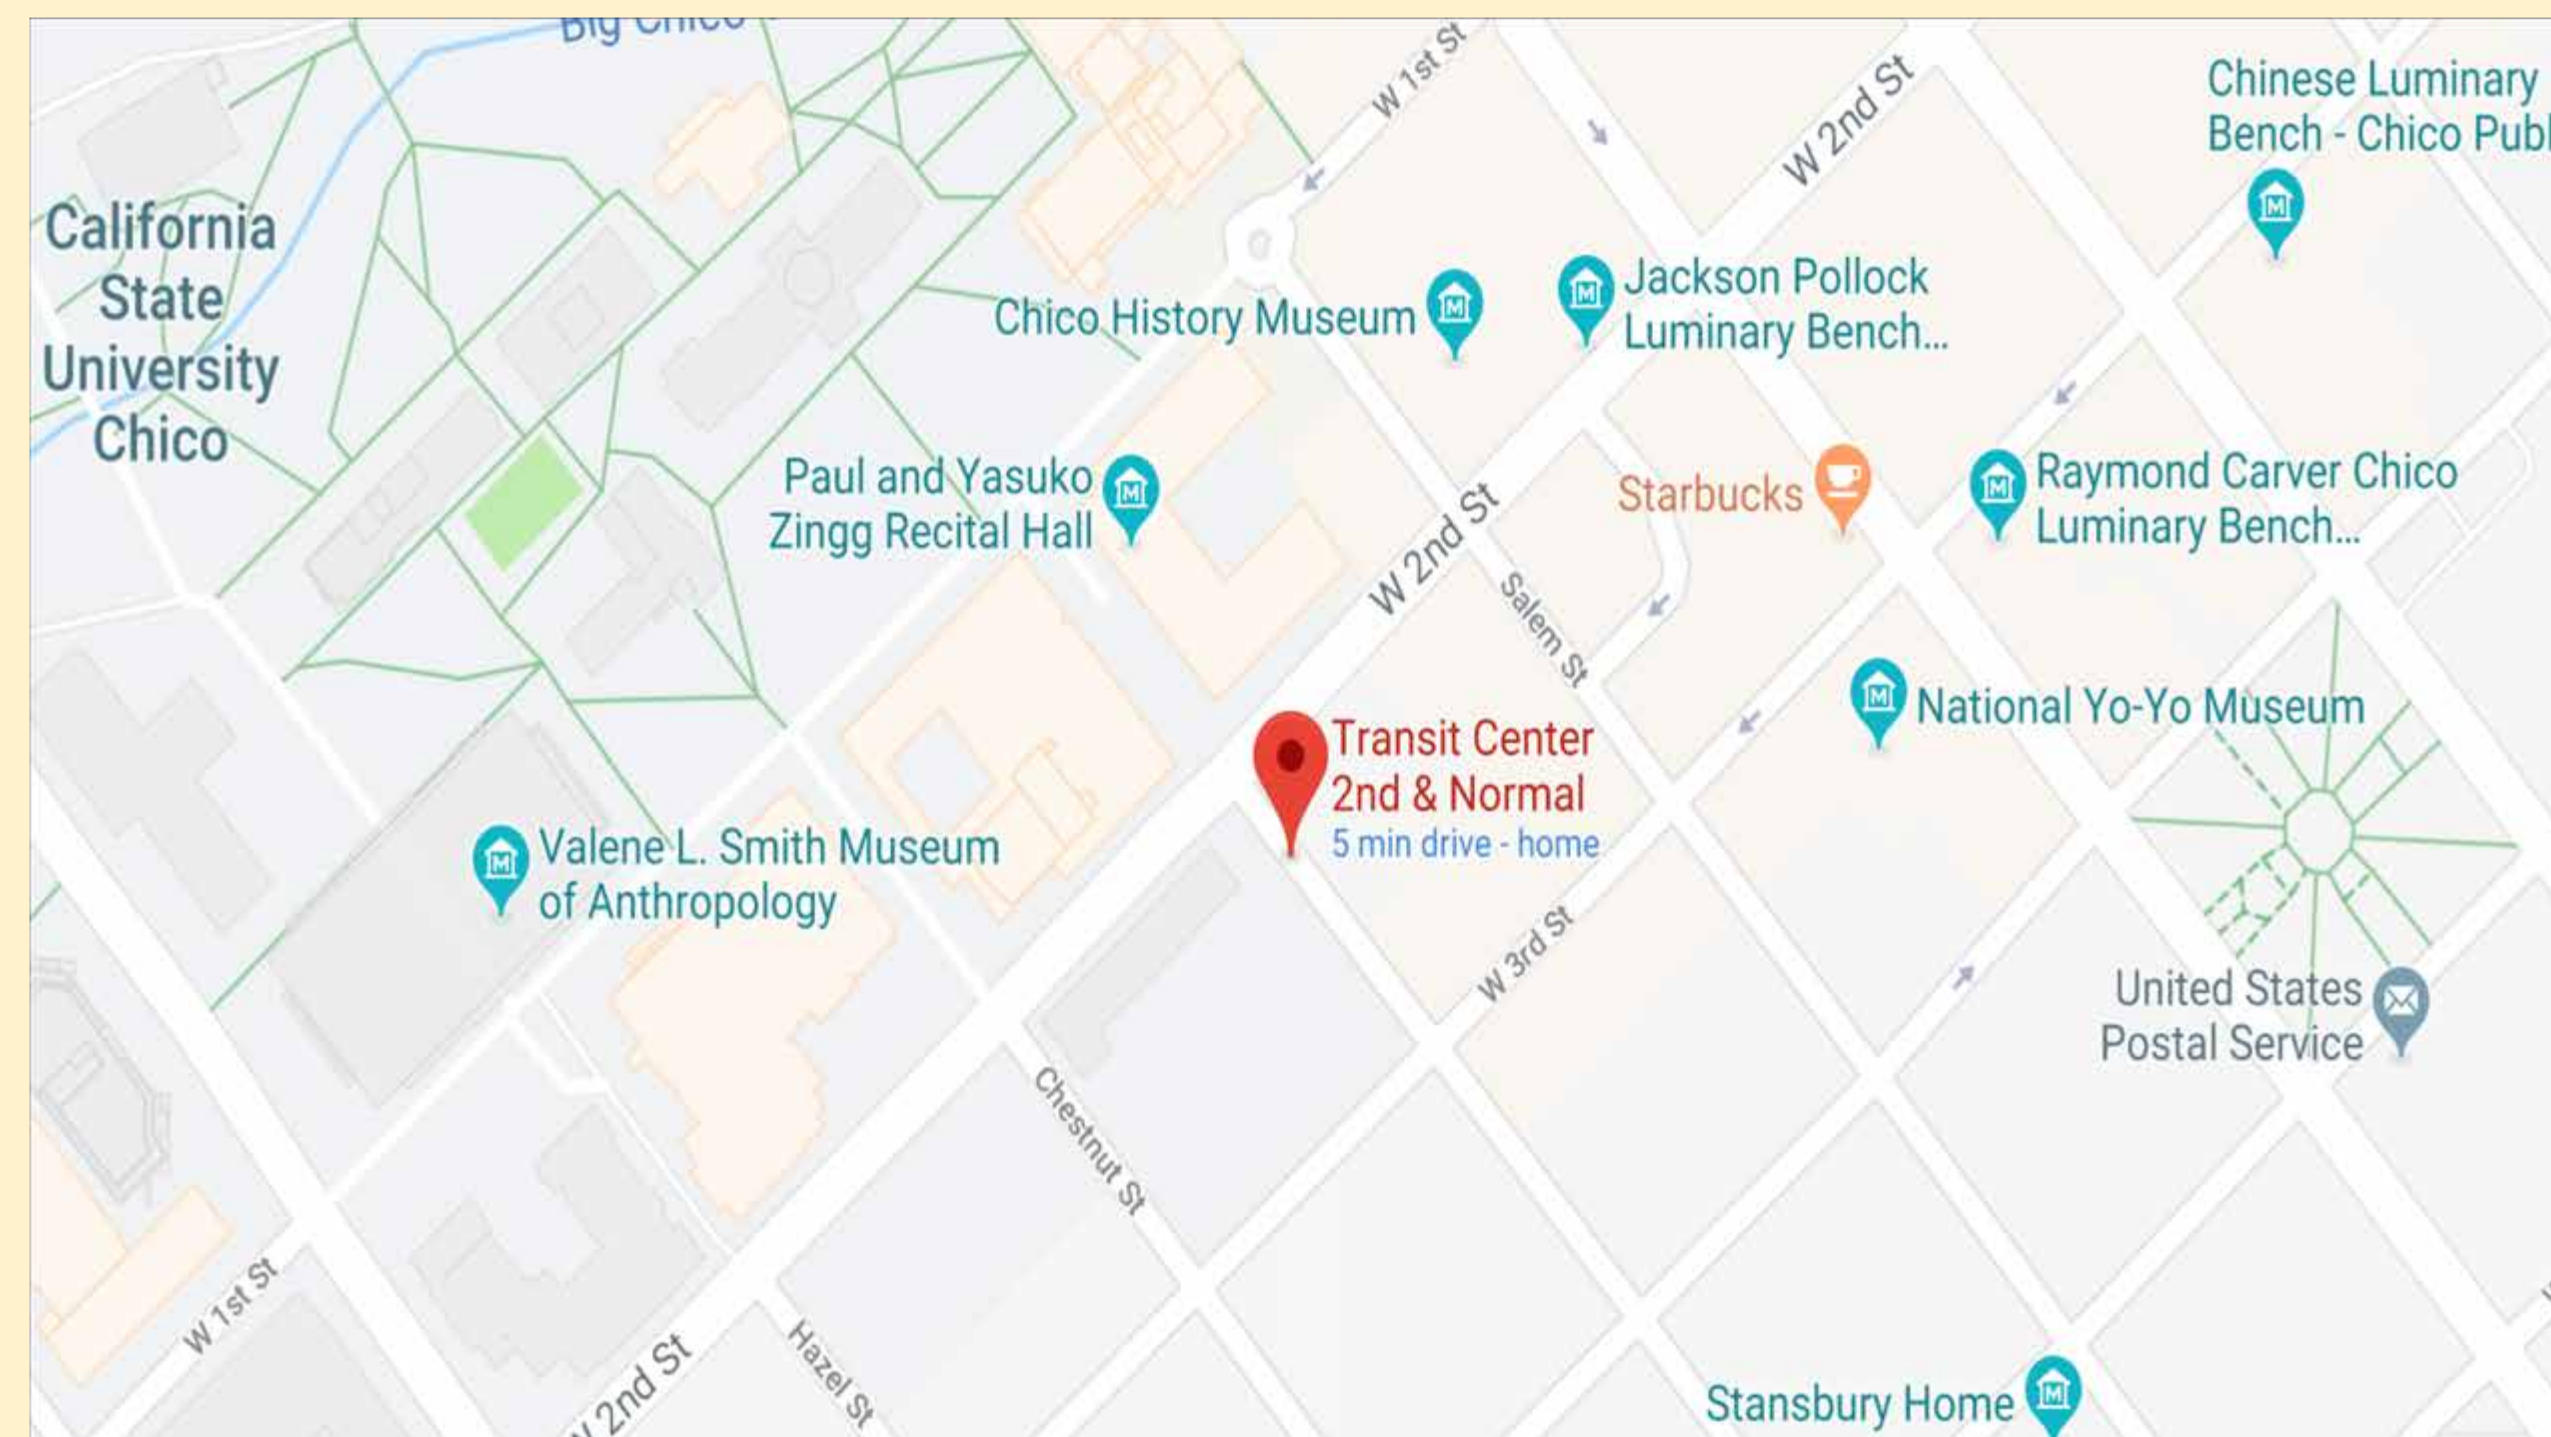 Big Chico
W 1st St
W 2nd St
Chinese Luminary
Bench - Chico Publ
California
State
University
Chico
Chico History Museum
Jackson Pollock
Luminary Bench...
Paul and Yasuko
Zingg Recital Hall
W 2nd St
Salem St
Starbucks
Raymond Carver Chico
Luminary Bench...
National Yo-Yo Museum
Transit Center
2nd & Normal
5 min drive - home
Valene L. Smith Museum
of Anthropology
W 3rd St
United States
Postal Service
Chestnut St
W 1st St
2nd St
Hazel St
Stansbury Home